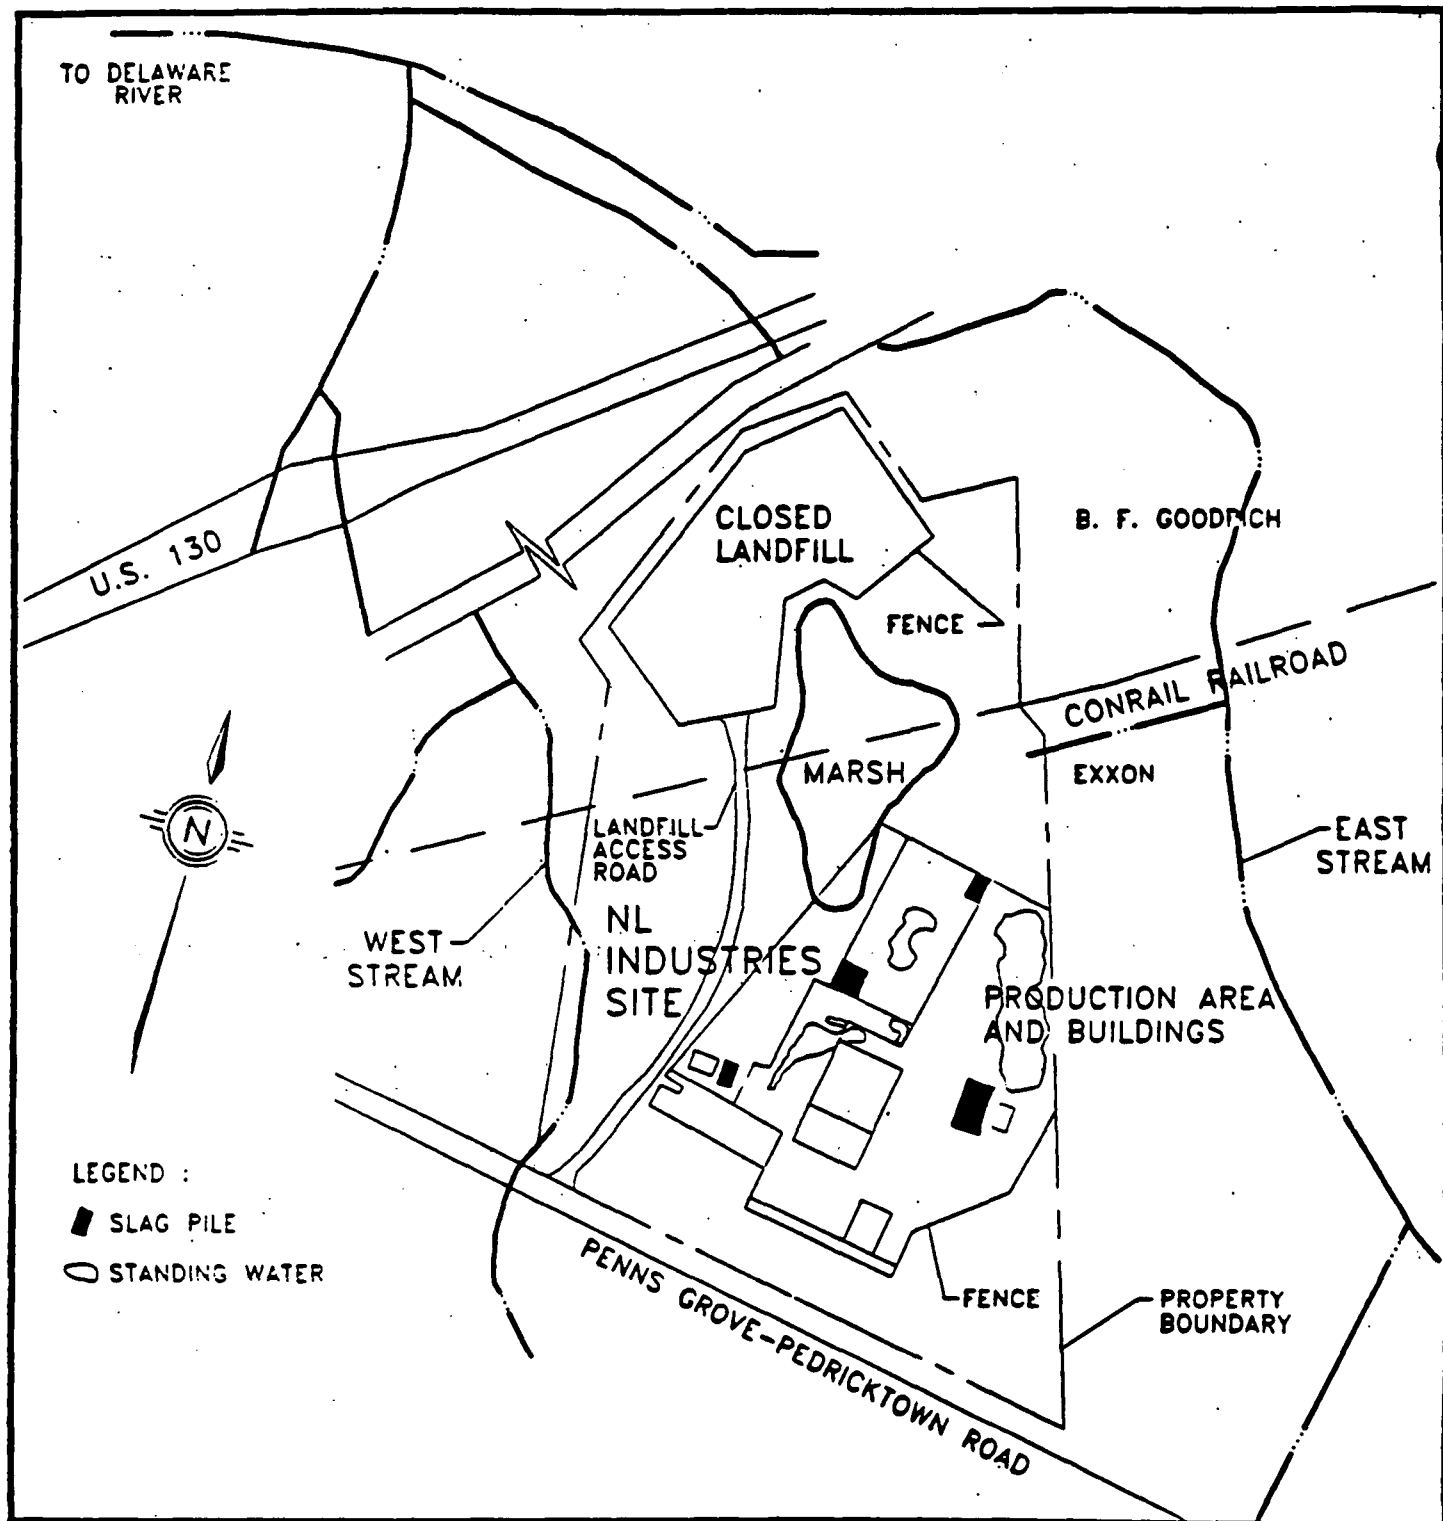 TO DELAWARE
RIVER
U.S. 130
CLOSED
LANDFILL
B. F. GOODRICH
FENCE
CONRAIL RAILROAD
MARSH
EXXON
N
LANDFILL
ACCESS
ROAD
EAST
STREAM
WEST
STREAM
NL
INDUSTRIES
SITE
PRODUCTION AREA
AND BUILDINGS
LEGEND :
SLAG PILE
STANDING WATER
PENNS GROVE-PEDRICKTOWN ROAD
FENCE
PROPERTY
BOUNDARY